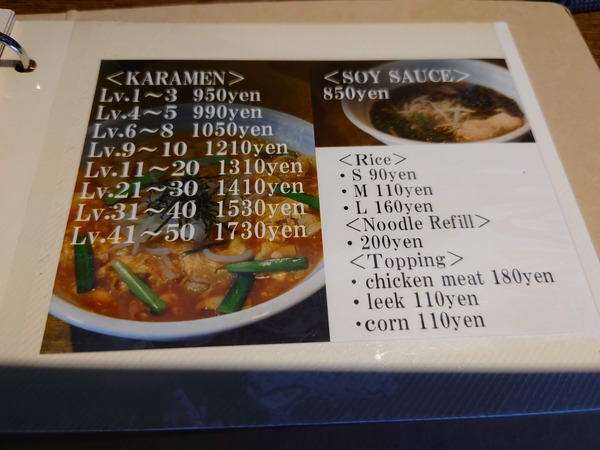 <KARAMEN>
Lv.1～3 950yen
Lv.4～5 990yen
Lv.6～8 1050yen
Lv.9～10 1210yen
Lv.11～20 1310yen
Lv.21～30 1410yen
Lv.31～40 1530yen
Lv.41～50 1730yen
<SOY SAUCE>
850yen
<Rice>
・S 90yen
・M 110yen
・L 160yen
<Noodle Refill>
・200yen
<Topping>
・chicken meat 180yen
・leek 110yen
・corn 110yen